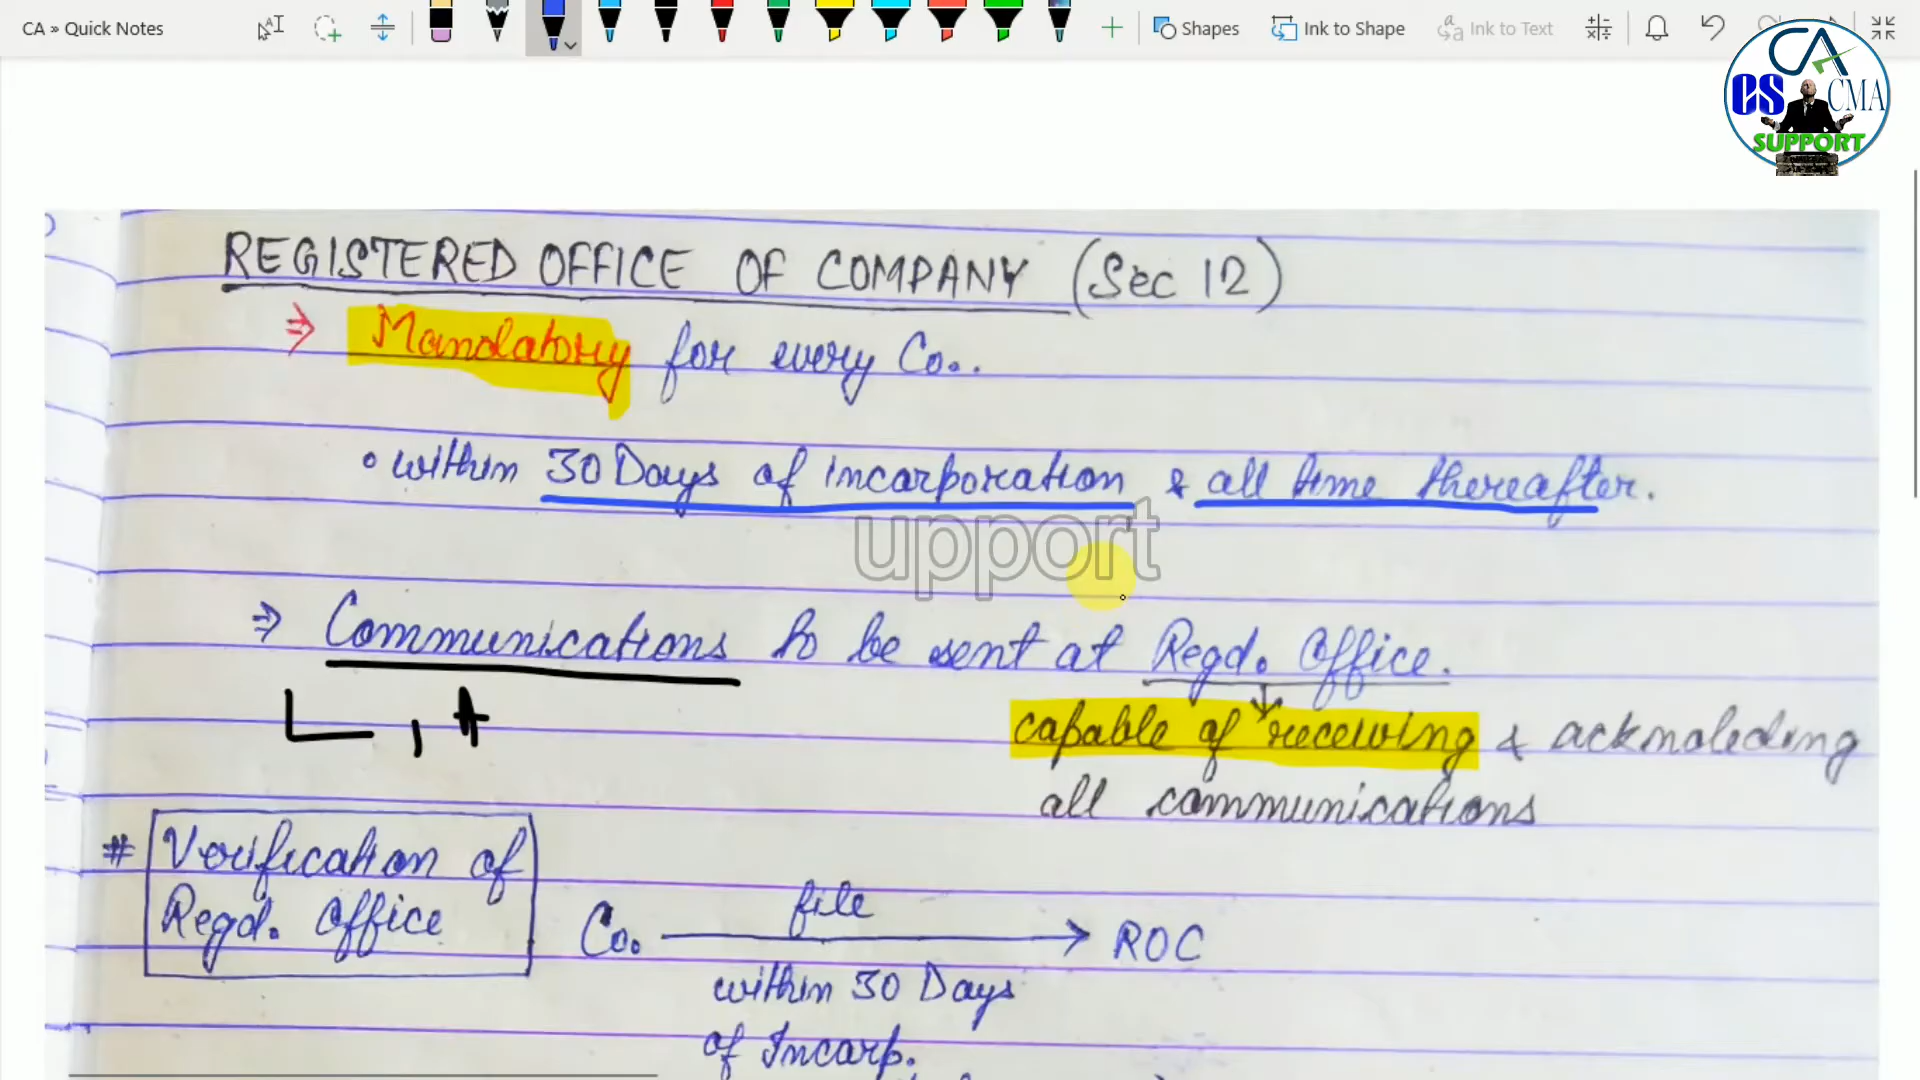 CA » Quick Notes
Shapes
Ink to Shape
Ink to Text
CA
CS
CMA
SUPPORT
REGISTERED OFFICE OF COMPANY (Sec 12)
⇒ Mandatory for every Co..
• within 30 Days of incorporation & all time thereafter.
upport
⇒ Communications to be sent at Regd. Office.
L , A
capable of receiving & acknoleding
all communications
# Verification of
Regd. Office
Co. file → ROC
within 30 Days
of Incorp.